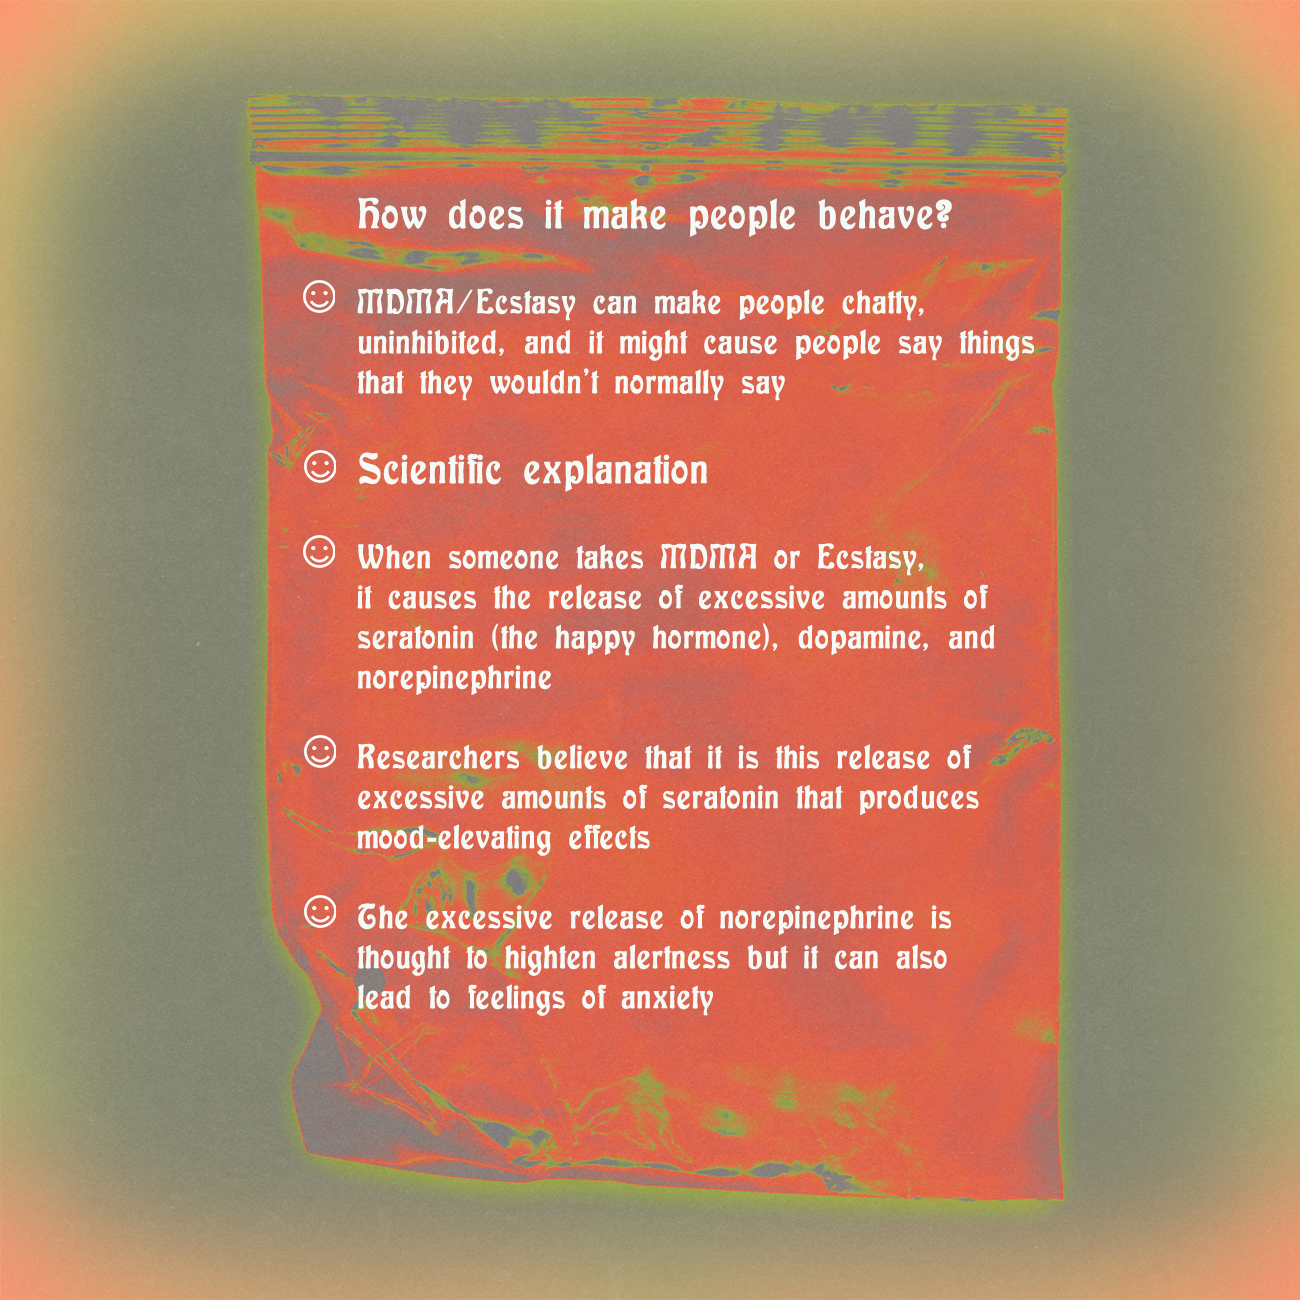 How does it make people behave?
MDMA/Ecstasy can make people chatty,
uninhibited, and it might cause people say things
that they wouldn't normally say
Scientific explanation
When someone takes MDMA or Ecstasy,
it causes the release of excessive amounts of
seratonin (the happy hormone), dopamine, and
norepinephrine
Researchers believe that it is this release of
excessive amounts of seratonin that produces
mood-elevating effects
The excessive release of norepinephrine is
thought to highten alertness but it can also
lead to feelings of anxiety